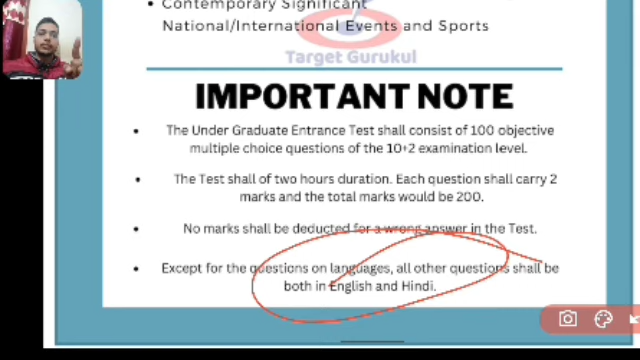 Contemporary Significant
National/International Events and Sports
Target Gurukul
IMPORTANT NOTE
• The Under Graduate Entrance Test shall consist of 100 objective
multiple choice questions of the 10+2 examination level.
• The Test shall of two hours duration. Each question shall carry 2
marks and the total marks would be 200.
• No marks shall be deducted for a wrong answer in the Test.
• Except for the questions on languages, all other questions shall be
both in English and Hindi.